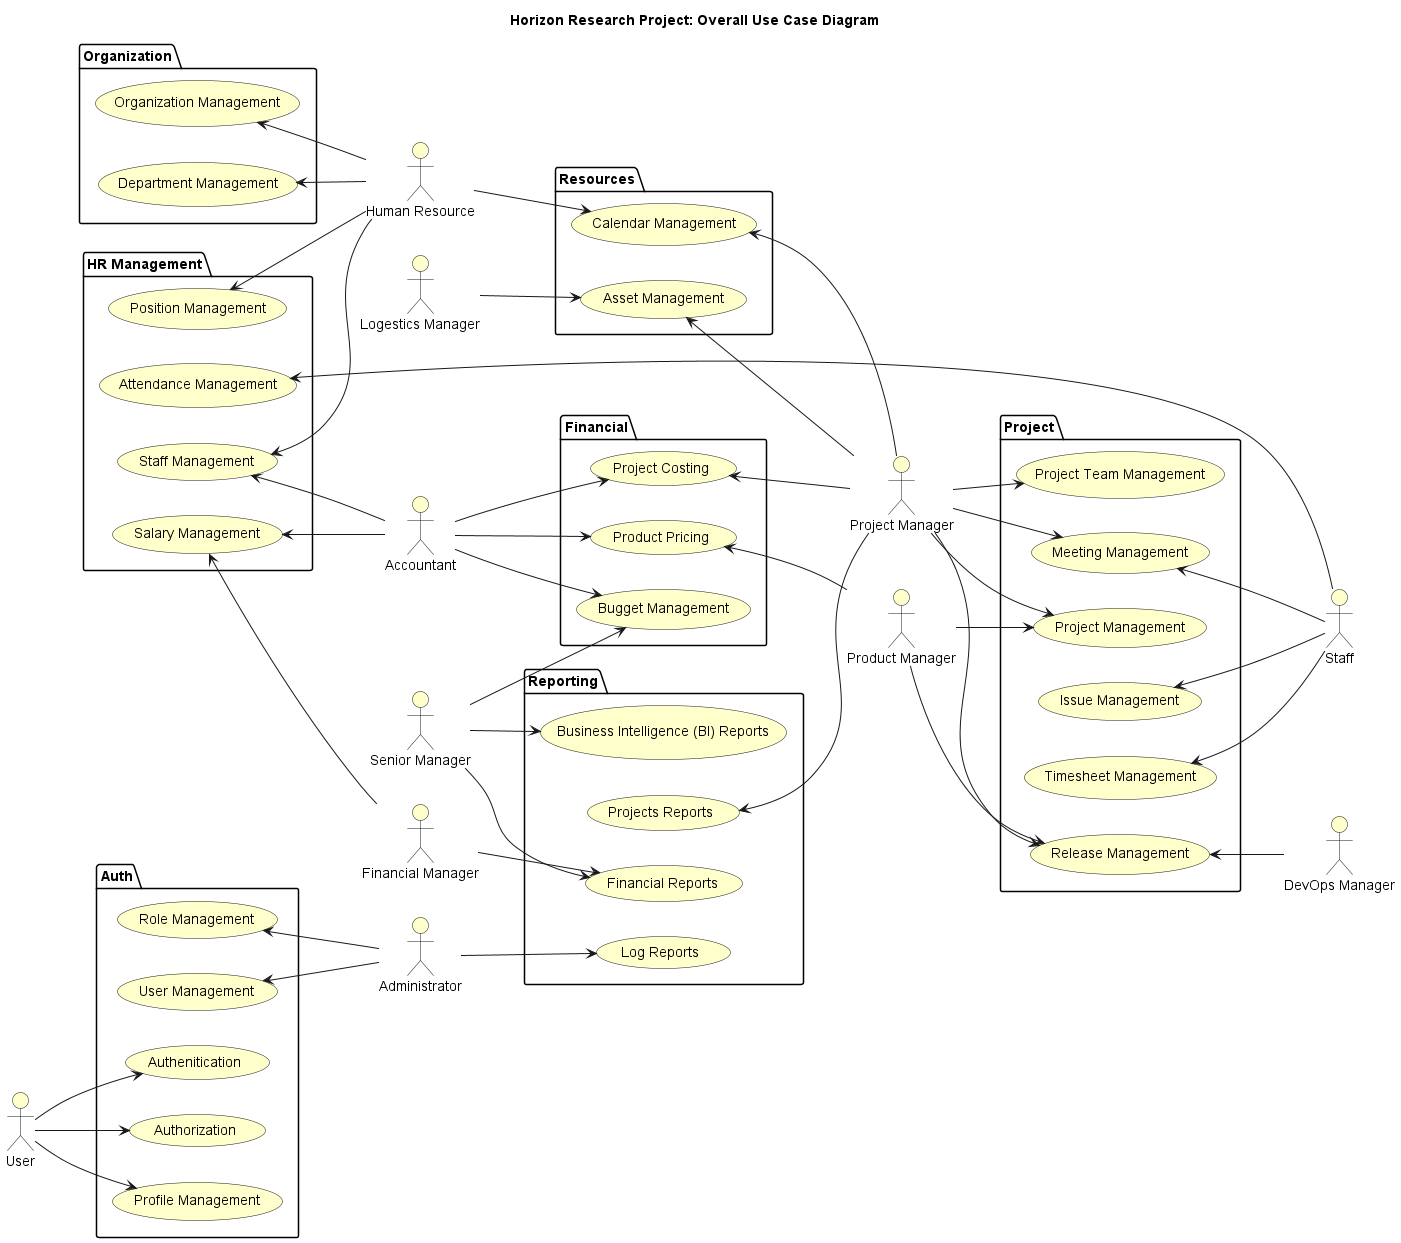 Horizon Research Project: Overall Use Case Diagram
Organization
Organization Management
Department Management
Human Resource
Resources
Calendar Management
Asset Management
Logestics Manager
HR Management
Position Management
Attendance Management
Staff Management
Salary Management
Accountant
Financial
Project Costing
Product Pricing
Bugget Management
Project Manager
Product Manager
Project
Project Team Management
Meeting Management
Project Management
Issue Management
Timesheet Management
Release Management
Staff
DevOps Manager
Senior Manager
Financial Manager
Administrator
Reporting
Business Intelligence (BI) Reports
Projects Reports
Financial Reports
Log Reports
Auth
Role Management
User Management
Authenitication
Authorization
Profile Management
User